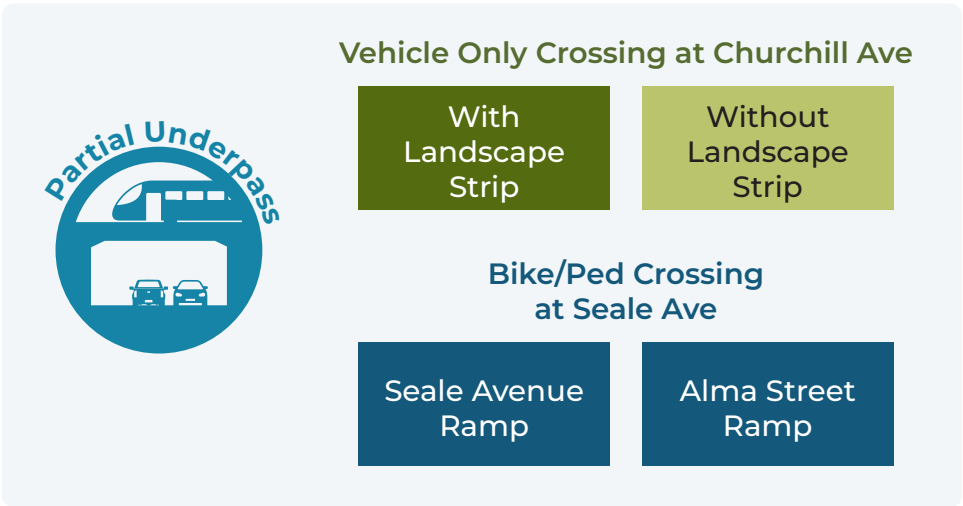 Partial Underpass
Vehicle Only Crossing at Churchill Ave
With
Landscape
Strip
Without
Landscape
Strip
Bike/Ped Crossing
at Seale Ave
Seale Avenue
Ramp
Alma Street
Ramp